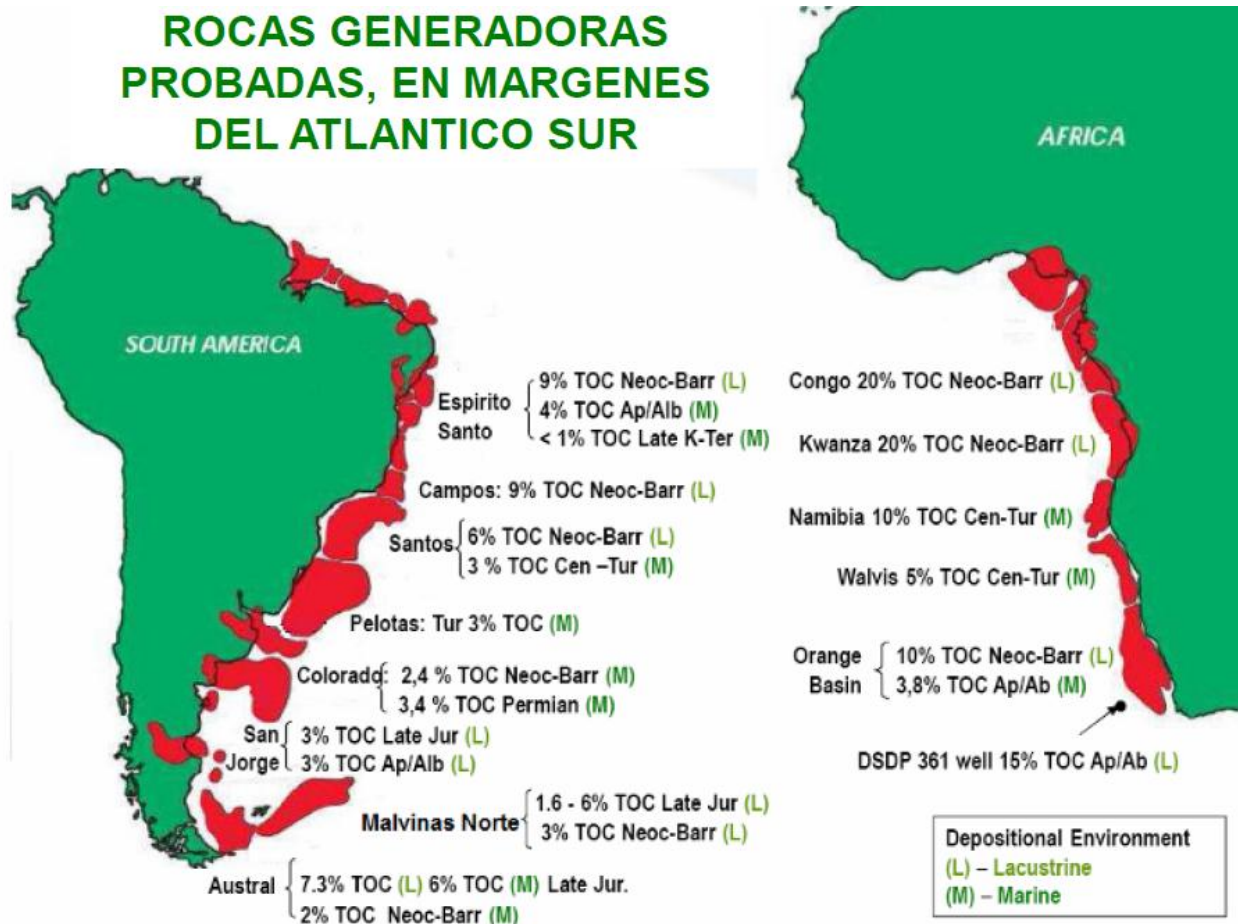 ROCAS GENERADORAS
PROBADAS, EN MARGENES
DEL ATLANTICO SUR
AFRICA
SOUTH AMERICA
Espirito
Santo
9% TOC Neoc-Barr (L)
4% TOC Ap/Alb (M)
< 1% TOC Late K-Ter (M)
Campos: 9% TOC Neoc-Barr (L)
Santos
6% TOC Neoc-Barr (L)
3 % TOC Cen –Tur (M)
Pelotas: Tur 3% TOC (M)
Colorado: 2,4 % TOC Neoc-Barr (M)
3,4 % TOC Permian (M)
San
Jorge
3% TOC Late Jur (L)
3% TOC Ap/Alb (L)
Malvinas Norte
1.6 - 6% TOC Late Jur (L)
3% TOC Neoc-Barr (L)
Austral
7.3% TOC (L) 6% TOC (M) Late Jur.
2% TOC Neoc-Barr (M)
Congo 20% TOC Neoc-Barr (L)
Kwanza 20% TOC Neoc-Barr (L)
Namibia 10% TOC Cen-Tur (M)
Walvis 5% TOC Cen-Tur (M)
Orange
Basin
10% TOC Neoc-Barr (L)
3,8% TOC Ap/Ab (M)
DSDP 361 well 15% TOC Ap/Ab (L)
Depositional Environment
(L) – Lacustrine
(M) – Marine